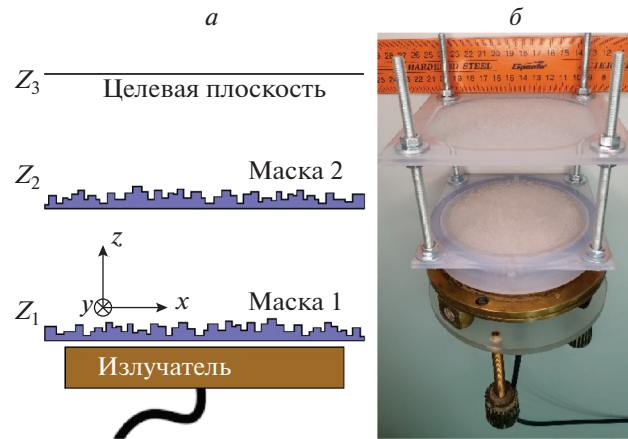 а
б
Z3
Целевая плоскость
Z2
Маска 2
z
y
x
Z1
Маска 1
Излучатель
HARDENED STEEL